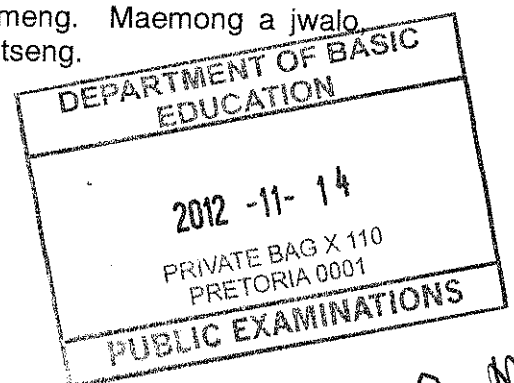 meng. Maemong a jwalo,
tseng.
DEPARTMENT OF BASIC
EDUCATION
2012 -11- 14
PRIVATE BAG X 110
PRETORIA 0001
PUBLIC EXAMINATIONS